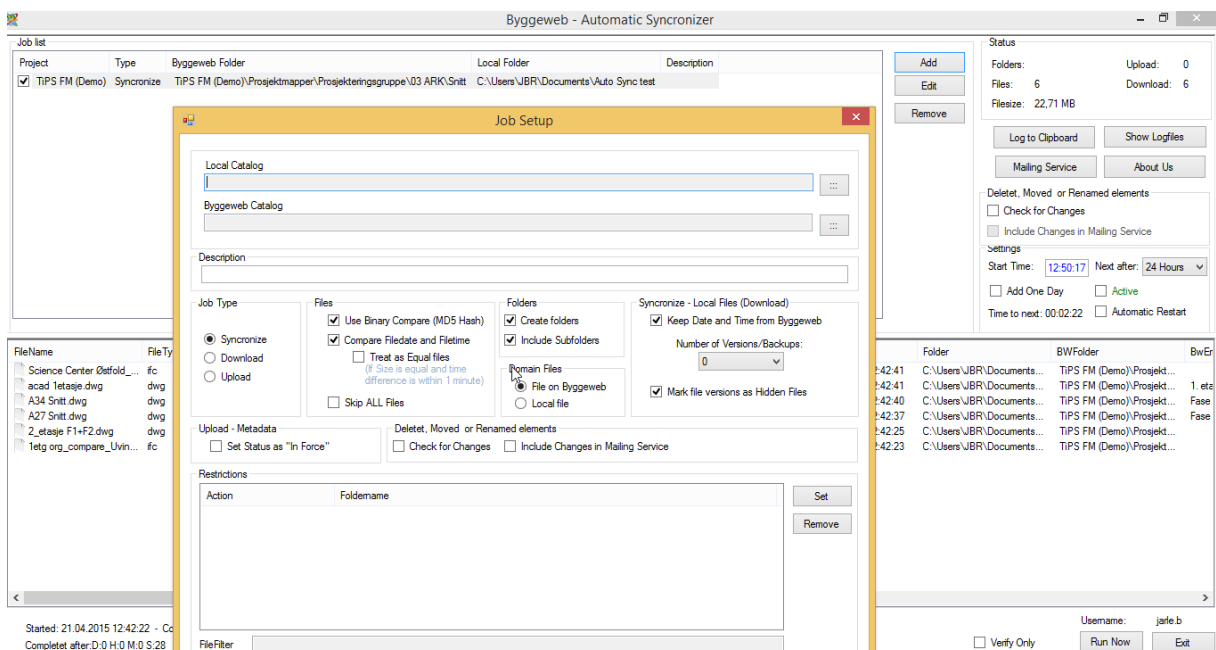 Byggeweb - Automatic Syncronizer
Job list
Project Type Byggeweb Folder Local Folder Description
TiPS FM (Demo) Syncronize TiPS FM (Demo)\Prosjektmapper\Prosjekteringsgruppe\03 ARK\Snitt C:\Users\JBR\Documents\Auto Sync test
Add
Edit
Remove
Status
Folders: Upload: 0
Files: 6 Download: 6
Filesize: 22,71 MB
Log to Clipboard Show Logfiles
Mailing Service About Us
Deletet, Moved or Renamed elements
Check for Changes
Include Changes in Mailing Service
Settings
Start Time: 12:50:17 Next after: 24 Hours
Add One Day Active
Time to next: 00:02:22 Automatic Restart
Job Setup
Local Catalog
:::
Byggeweb Catalog
:::
Description
Job Type
Syncronize
Download
Upload
Files
Use Binary Compare (MD5 Hash)
Compare Filedate and Filetime
Treat as Equal files
(If Size is equal and time
difference is within 1 minute)
Skip ALL Files
Folders
Create folders
Include Subfolders
Domain Files
File on Byggeweb
Local file
Syncronize - Local Files (Download)
Keep Date and Time from Byggeweb
Number of Versions/Backups:
0
Mark file versions as Hidden Files
Upload - Metadata
Set Status as "In Force"
Deletet, Moved or Renamed elements
Check for Changes Include Changes in Mailing Service
Restrictions
Action Foldername
Set
Remove
FileFilter
FileName FileTy
Science Center Østfold_... ifc
acad 1etasje.dwg dwg
A34 Snitt.dwg dwg
A27 Snitt.dwg dwg
2_etasje F1+F2.dwg dwg
1etg org_compare_Uvin... ifc
Folder BWFolder BwEr
2:42:41 C:\Users\JBR\Documents... TiPS FM (Demo)\Prosjekt...
2:42:41 C:\Users\JBR\Documents... TiPS FM (Demo)\Prosjekt... 1. eta
2:42:40 C:\Users\JBR\Documents... TiPS FM (Demo)\Prosjekt... Fase
2:42:37 C:\Users\JBR\Documents... TiPS FM (Demo)\Prosjekt... Fase
2:42:25 C:\Users\JBR\Documents... TiPS FM (Demo)\Prosjekt...
2:42:23 C:\Users\JBR\Documents... TiPS FM (Demo)\Prosjekt...
Started: 21.04.2015 12:42:22 - Co
Completet after:D:0 H:0 M:0 S:28
Username: jarle.b
Verify Only Run Now Exit